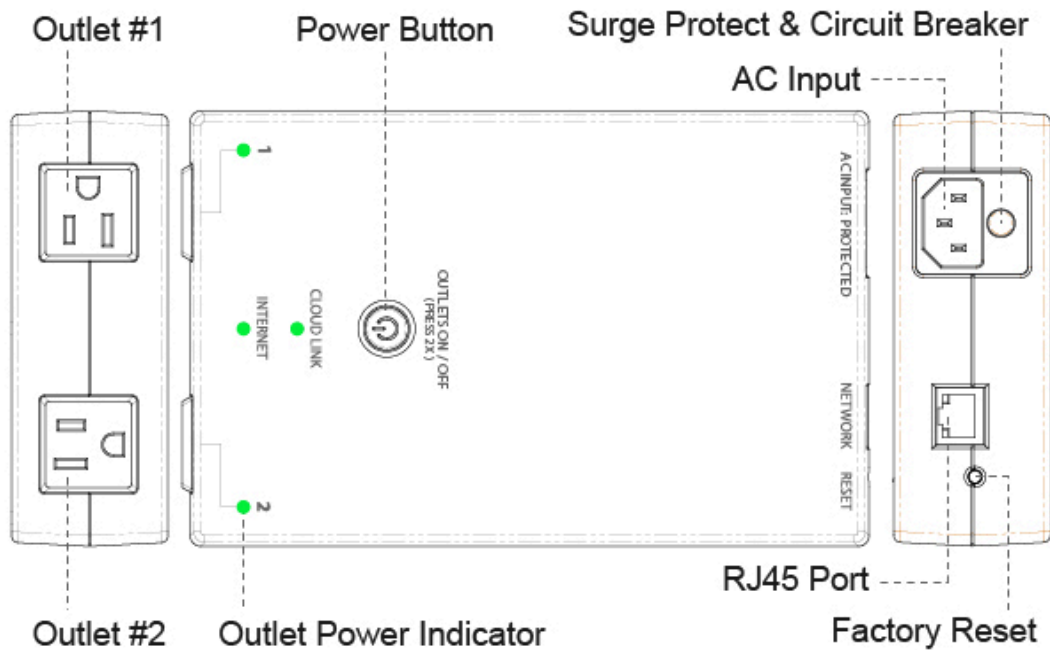 Outlet #1
Power Button
Surge Protect & Circuit Breaker
AC Input
1
AC INPUT: PROTECTED
INTERNET
CLOUD LINK
OUTLETS ON / OFF
(PRESS 2X)
NETWORK
RESET
2
RJ45 Port
Outlet #2
Outlet Power Indicator
Factory Reset